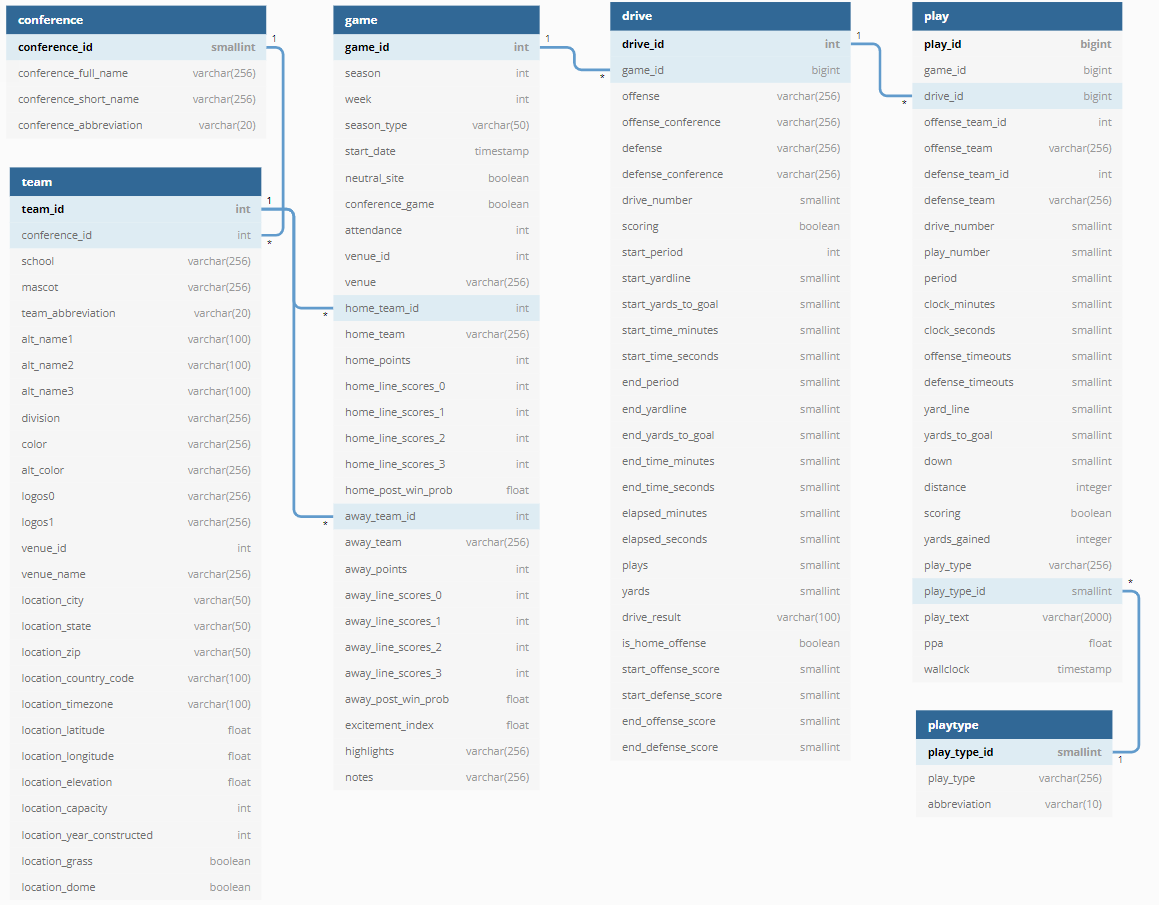 conference
conference_id smallint
conference_full_name varchar(256)
conference_short_name varchar(256)
conference_abbreviation varchar(20)
1
team
team_id int
conference_id int
school varchar(256)
mascot varchar(256)
team_abbreviation varchar(20)
alt_name1 varchar(100)
alt_name2 varchar(100)
alt_name3 varchar(100)
division varchar(256)
color varchar(256)
alt_color varchar(256)
logos0 varchar(256)
logos1 varchar(256)
venue_id int
venue_name varchar(256)
location_city varchar(50)
location_state varchar(50)
location_zip varchar(50)
location_country_code varchar(100)
location_timezone varchar(100)
location_latitude float
location_longitude float
location_elevation float
location_capacity int
location_year_constructed int
location_grass boolean
location_dome boolean
1
*
game
game_id int
season int
week int
season_type varchar(50)
start_date timestamp
neutral_site boolean
conference_game boolean
attendance int
venue_id int
venue varchar(256)
home_team_id int
home_team varchar(256)
home_points int
home_line_scores_0 int
home_line_scores_1 int
home_line_scores_2 int
home_line_scores_3 int
home_post_win_prob float
away_team_id int
away_team varchar(256)
away_points int
away_line_scores_0 int
away_line_scores_1 int
away_line_scores_2 int
away_line_scores_3 int
away_post_win_prob float
excitement_index float
highlights varchar(256)
notes varchar(256)
1
*
*
drive
drive_id int
game_id bigint
offense varchar(256)
offense_conference varchar(256)
defense varchar(256)
defense_conference varchar(256)
drive_number smallint
scoring boolean
start_period int
start_yardline smallint
start_yards_to_goal smallint
start_time_minutes smallint
start_time_seconds smallint
end_period smallint
end_yardline smallint
end_yards_to_goal smallint
end_time_minutes smallint
end_time_seconds smallint
elapsed_minutes smallint
elapsed_seconds smallint
plays smallint
yards smallint
drive_result varchar(100)
is_home_offense boolean
start_offense_score smallint
start_defense_score smallint
end_offense_score smallint
end_defense_score smallint
1
*
play
play_id bigint
game_id bigint
drive_id bigint
offense_team_id int
offense_team varchar(256)
defense_team_id int
defense_team varchar(256)
drive_number smallint
play_number smallint
period smallint
clock_minutes smallint
clock_seconds smallint
offense_timeouts smallint
defense_timeouts smallint
yard_line smallint
yards_to_goal smallint
down smallint
distance integer
scoring boolean
yards_gained integer
play_type varchar(256)
play_type_id smallint
play_text varchar(2000)
ppa float
wallclock timestamp
*
*
playtype
play_type_id smallint
play_type varchar(256)
abbreviation varchar(10)
1